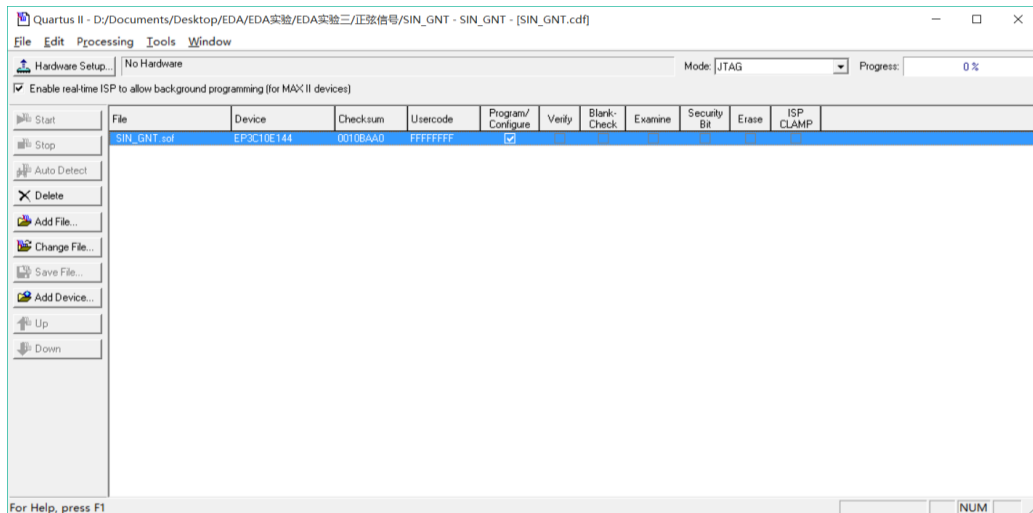 Quartus II - D:/Documents/Desktop/EDA/EDA实验/EDA实验三/正弦信号/SIN_GNT - SIN_GNT - [SIN_GNT.cdf]
File Edit Processing Tools Window
Hardware Setup... No Hardware Mode: JTAG Progress: 0 %
Enable real-time ISP to allow background programming (for MAX II devices)
Start
Stop
Auto Detect
Delete
Add File...
Change File...
Save File...
Add Device...
Up
Down
File Device Checksum Usercode Program/Configure Verify Blank-Check Examine Security Bit Erase ISP CLAMP
SIN_GNT.sof EP3C10E144 0010BAA0 FFFFFFFF
For Help, press F1 NUM